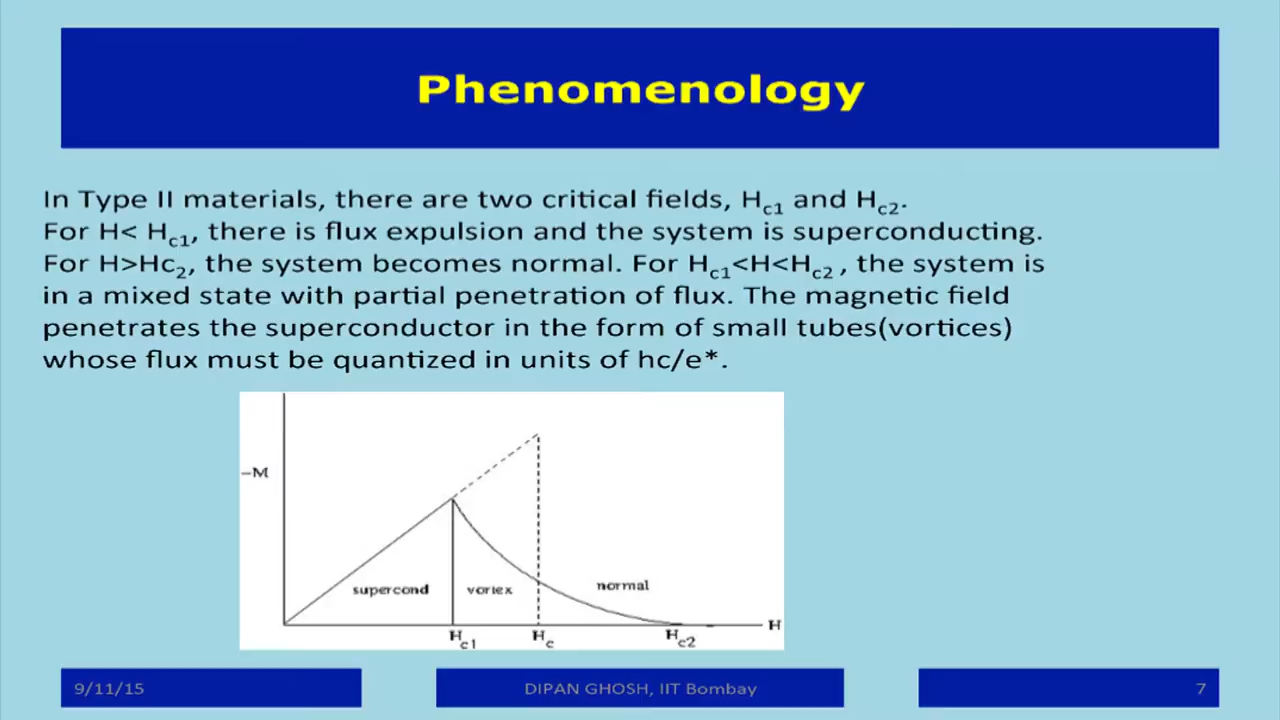 Phenomenology
In Type II materials, there are two critical fields, Hc1 and Hc2.
For H< Hc1, there is flux expulsion and the system is superconducting.
For H>Hc2, the system becomes normal. For Hc1<H<Hc2 , the system is
in a mixed state with partial penetration of flux. The magnetic field
penetrates the superconductor in the form of small tubes(vortices)
whose flux must be quantized in units of hc/e*.
−M
supercond vortex normal
H
Hc1 Hc Hc2
9/11/15 DIPAN GHOSH, IIT Bombay 7